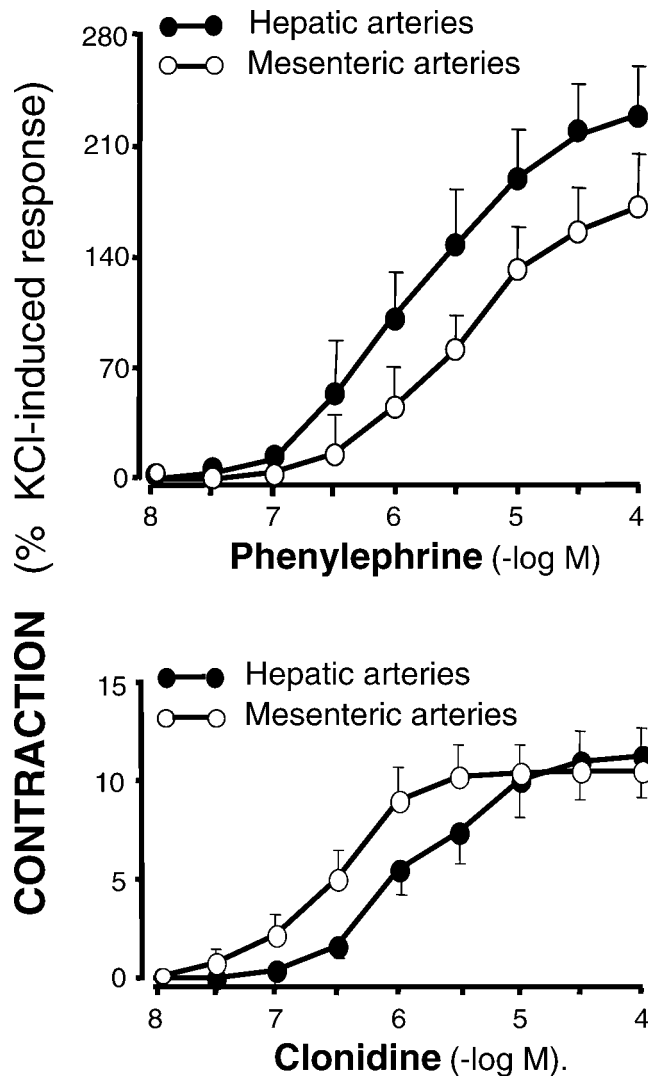 280
Hepatic arteries
Mesenteric arteries
210
140
70
0
8 7 6 5 4
Phenylephrine (-log M)
CONTRACTION (% KCl-induced response)
15
Hepatic arteries
Mesenteric arteries
10
5
0
8 7 6 5 4
Clonidine (-log M).